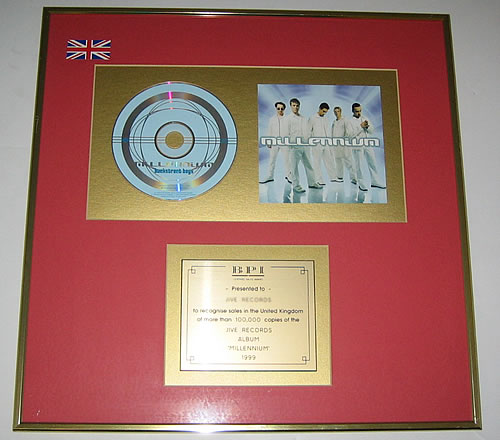 MILLENNIUM
backstreet boys
MILLENNIUM
BPI
- Presented to -
JIVE RECORDS
to recognise sales in the United Kingdom
of more than 100,000 copies of the
JIVE RECORDS
ALBUM
'MILLENNIUM'
1999